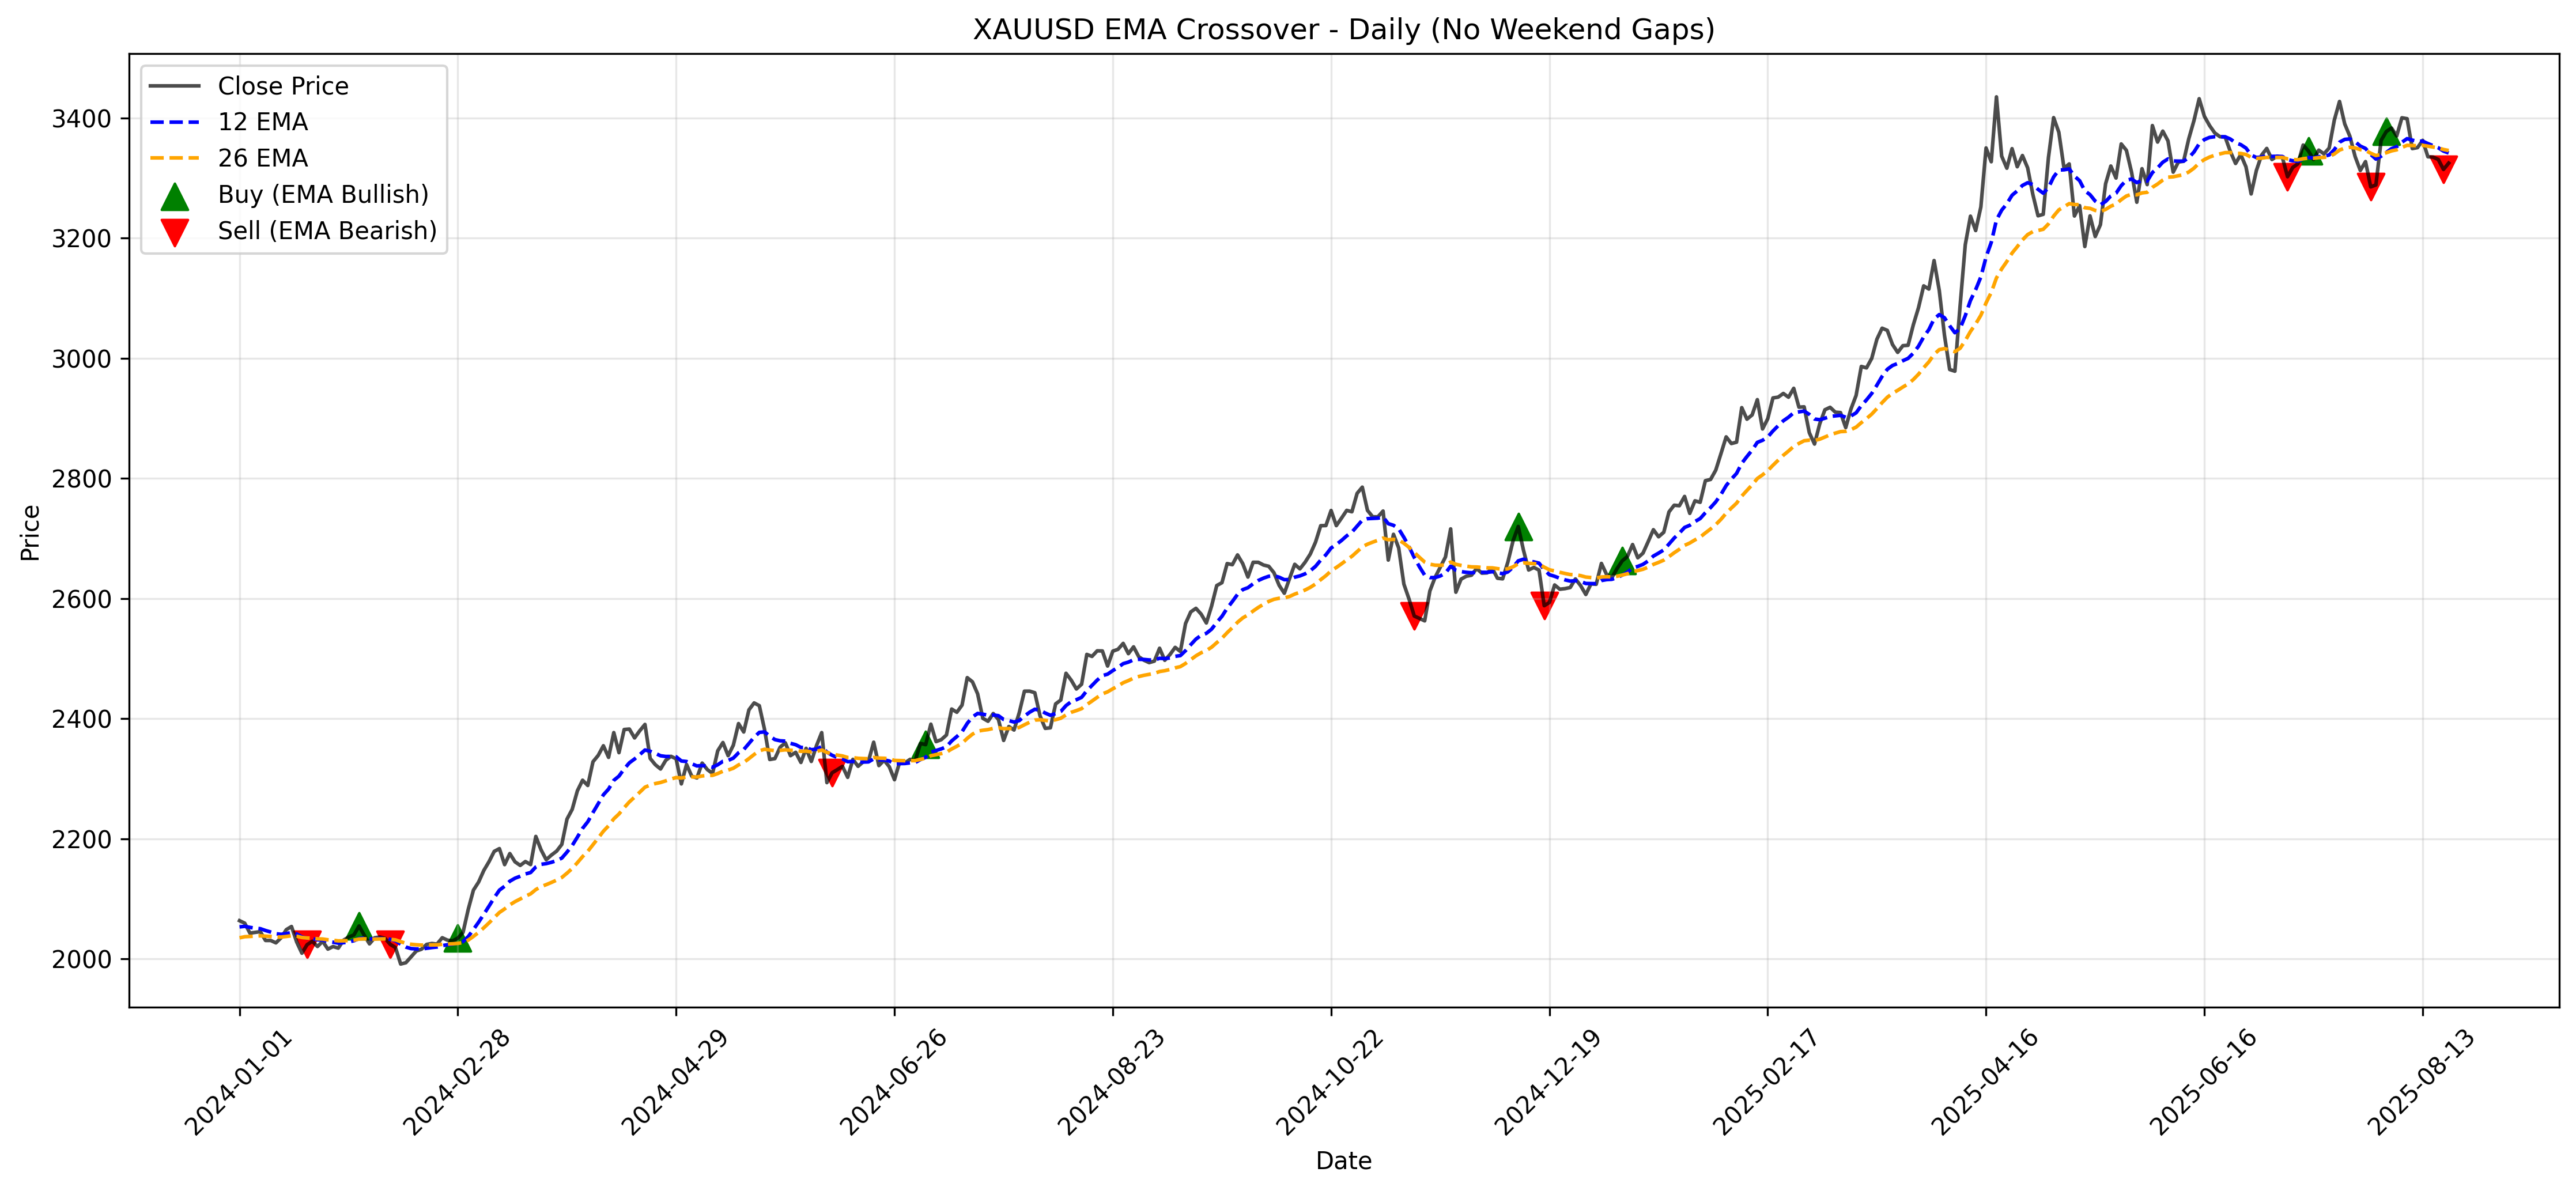 XAUUSD EMA Crossover - Daily (No Weekend Gaps)
Close Price
12 EMA
26 EMA
Buy (EMA Bullish)
Sell (EMA Bearish)
3400
3200
3000
2800
2600
2400
2200
2000
Price
2024-01-01
2024-02-28
2024-04-29
2024-06-26
2024-08-23
2024-10-22
2024-12-19
2025-02-17
2025-04-16
2025-06-16
2025-08-13
Date